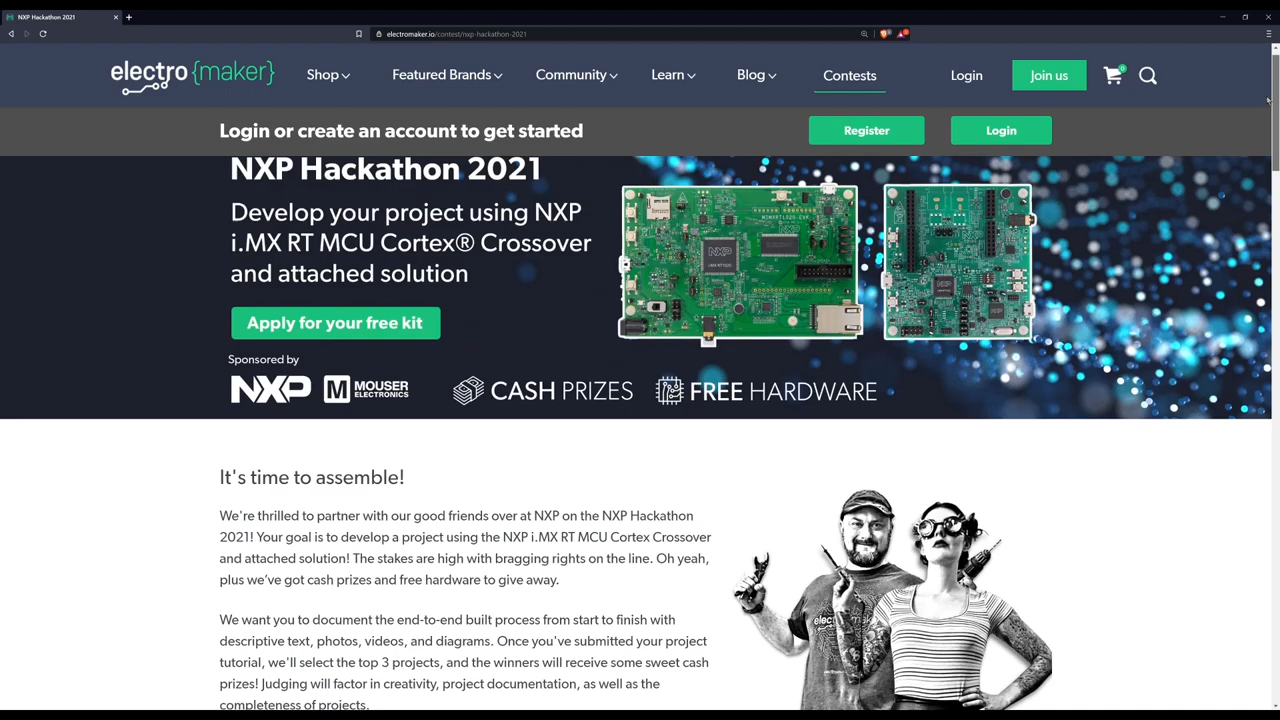 NXP Hackathon 2021
electromaker.io/contest/nxp-hackathon-2021
electro {maker}
Shop
Featured Brands
Community
Learn
Blog
Contests
Login
Join us
0
Login or create an account to get started
Register
Login
NXP Hackathon 2021
Develop your project using NXP
i.MX RT MCU Cortex® Crossover
and attached solution
Apply for your free kit
Sponsored by
NXP
M MOUSER
ELECTRONICS
CASH PRIZES
FREE HARDWARE
MIMXRT1020-EVK
NXP
It's time to assemble!
We're thrilled to partner with our good friends over at NXP on the NXP Hackathon
2021! Your goal is to develop a project using the NXP i.MX RT MCU Cortex Crossover
and attached solution! The stakes are high with bragging rights on the line. Oh yeah,
plus we've got cash prizes and free hardware to give away.
We want you to document the end-to-end built process from start to finish with
descriptive text, photos, videos, and diagrams. Once you've submitted your project
tutorial, we'll select the top 3 projects, and the winners will receive some sweet cash
prizes! Judging will factor in creativity, project documentation, as well as the
completeness of projects.